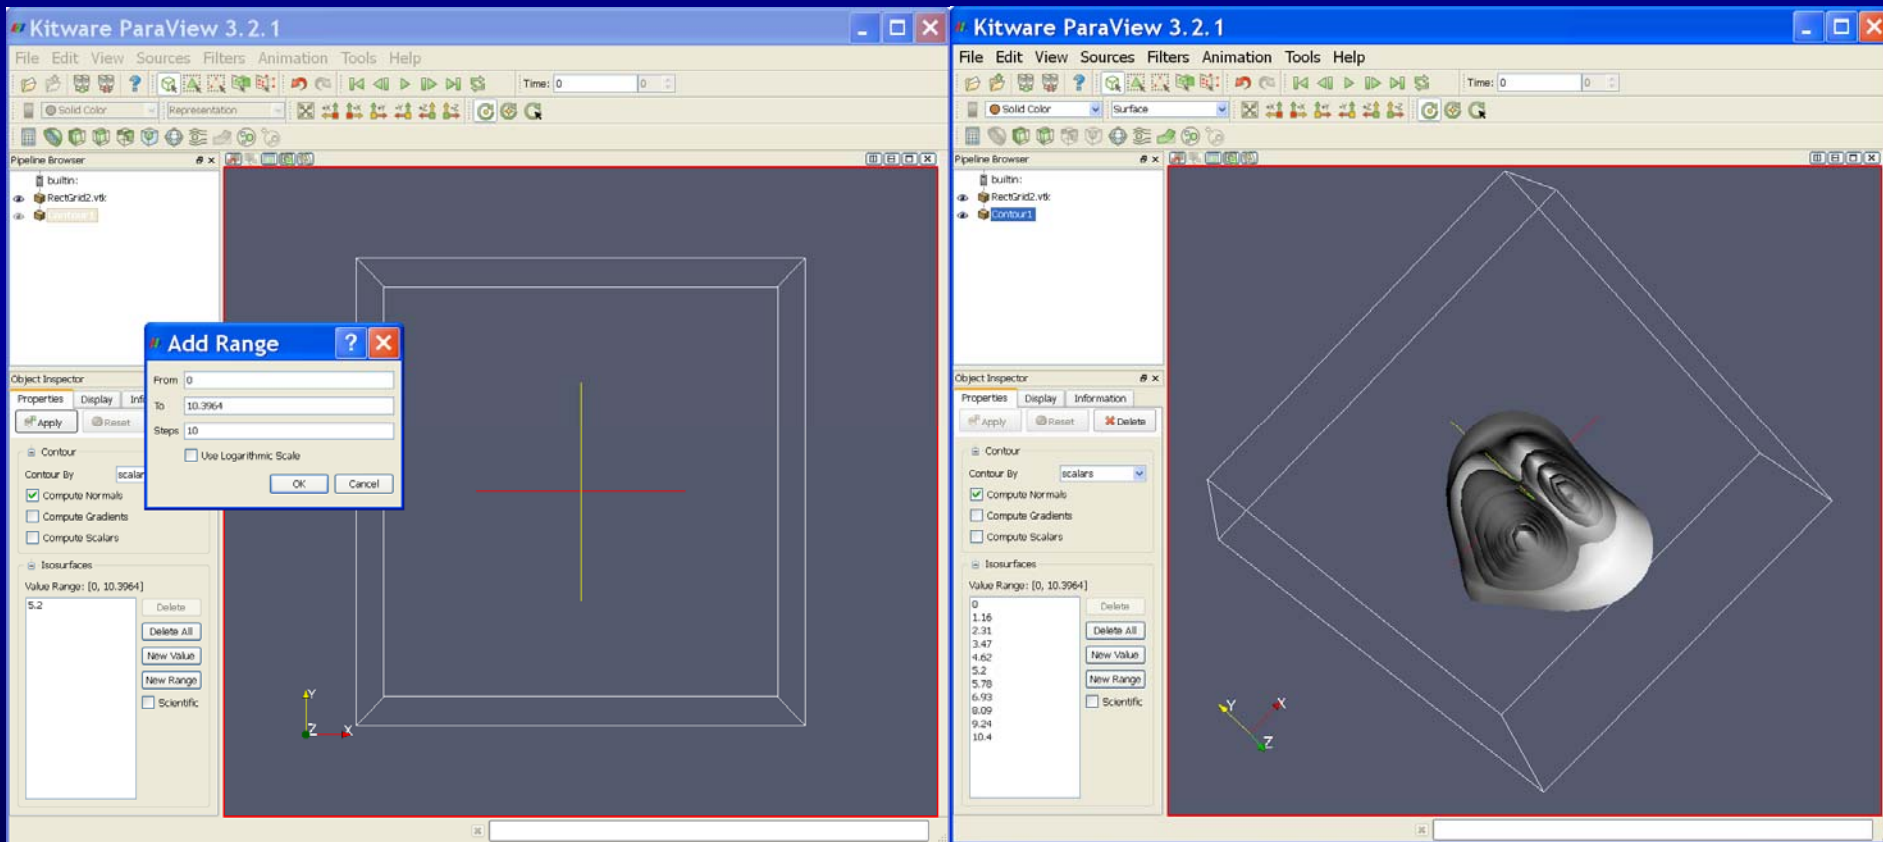 Kitware ParaView 3.2.1
File Edit View Sources Filters Animation Tools Help
Time: 0 0
Solid Color Representation
Pipeline Browser
builtin:
RectGrid2.vtk
Contour1
Add Range
From 0
To 10.3964
Steps 10
Use Logarithmic Scale
OK Cancel
Object Inspector
Properties Display
Apply Reset
Contour
Contour By scalar
Compute Normals
Compute Gradients
Compute Scalars
Isosurfaces
Value Range: [0, 10.3964]
5.2
Delete
Delete All
New Value
New Range
Scientific
Y
Z X
Kitware ParaView 3.2.1
File Edit View Sources Filters Animation Tools Help
Time: 0 0
Solid Color Surface
Pipeline Browser
builtin:
RectGrid2.vtk
Contour1
Object Inspector
Properties Display Information
Apply Reset Delete
Contour
Contour By scalars
Compute Normals
Compute Gradients
Compute Scalars
Isosurfaces
Value Range: [0, 10.3964]
0
1.16
2.31
3.47
4.62
5.2
5.78
6.93
8.09
9.24
10.4
Delete
Delete All
New Value
New Range
Scientific
Y X
Z